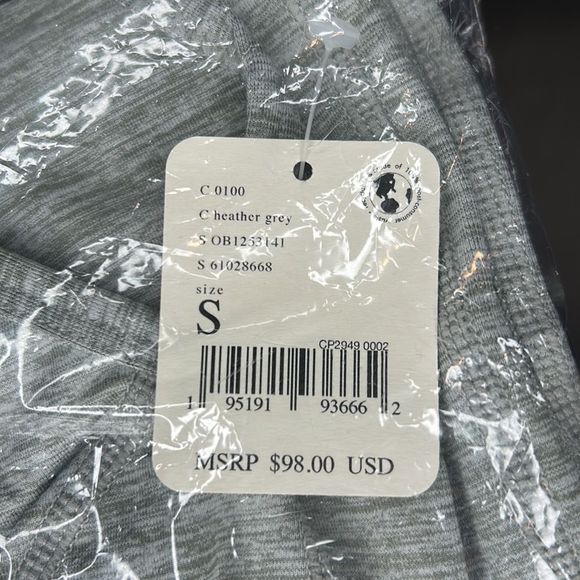 C 0100
C heather grey
S OB1253141
S 61028668
size
S
CP2949 0002
1 95191 93666 2
MSRP $98.00 USD